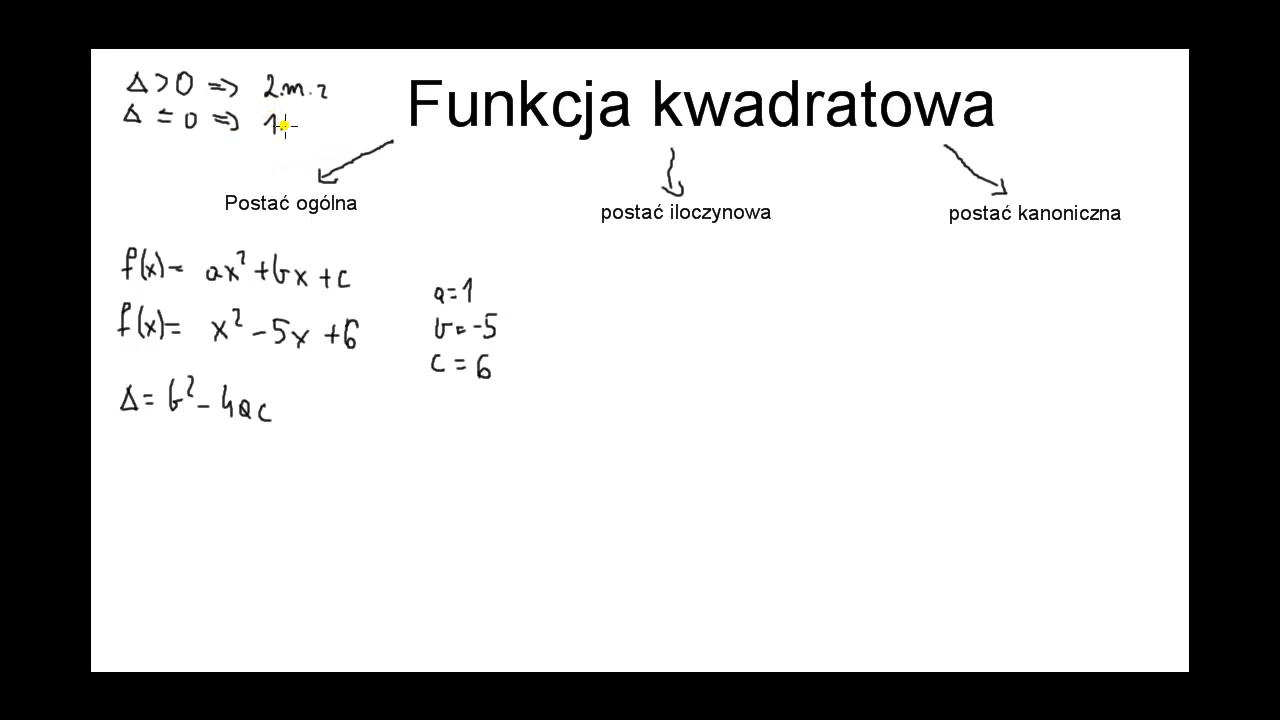 Δ>0 => 2.m.z
Δ=0 => 1
Funkcja kwadratowa
Postać ogólna
postać iloczynowa
postać kanoniczna
f(x)= ax²+bx+c
f(x)= x²-5x+6
a=1
b=-5
c=6
Δ=b²-4ac